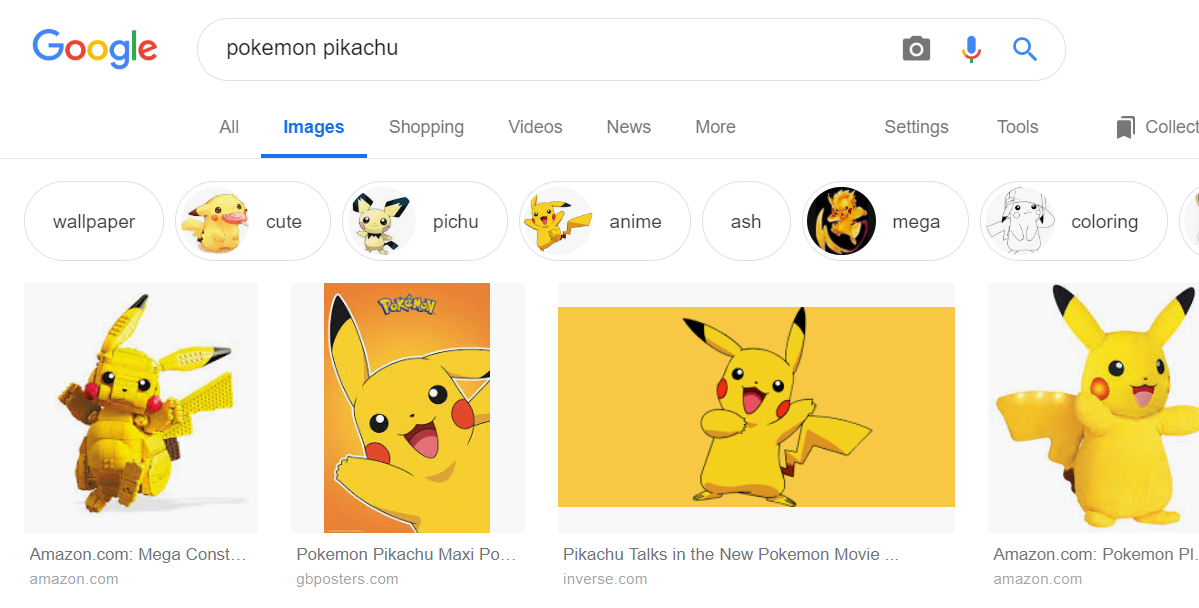 Google
pokemon pikachu
All Images Shopping Videos News More Settings Tools Collect
wallpaper cute pichu anime ash mega coloring
POKéMON
Amazon.com: Mega Const... Pokemon Pikachu Maxi Po... Pikachu Talks in the New Pokemon Movie ... Amazon.com: Pokemon Pl.
amazon.com gbposters.com inverse.com amazon.com